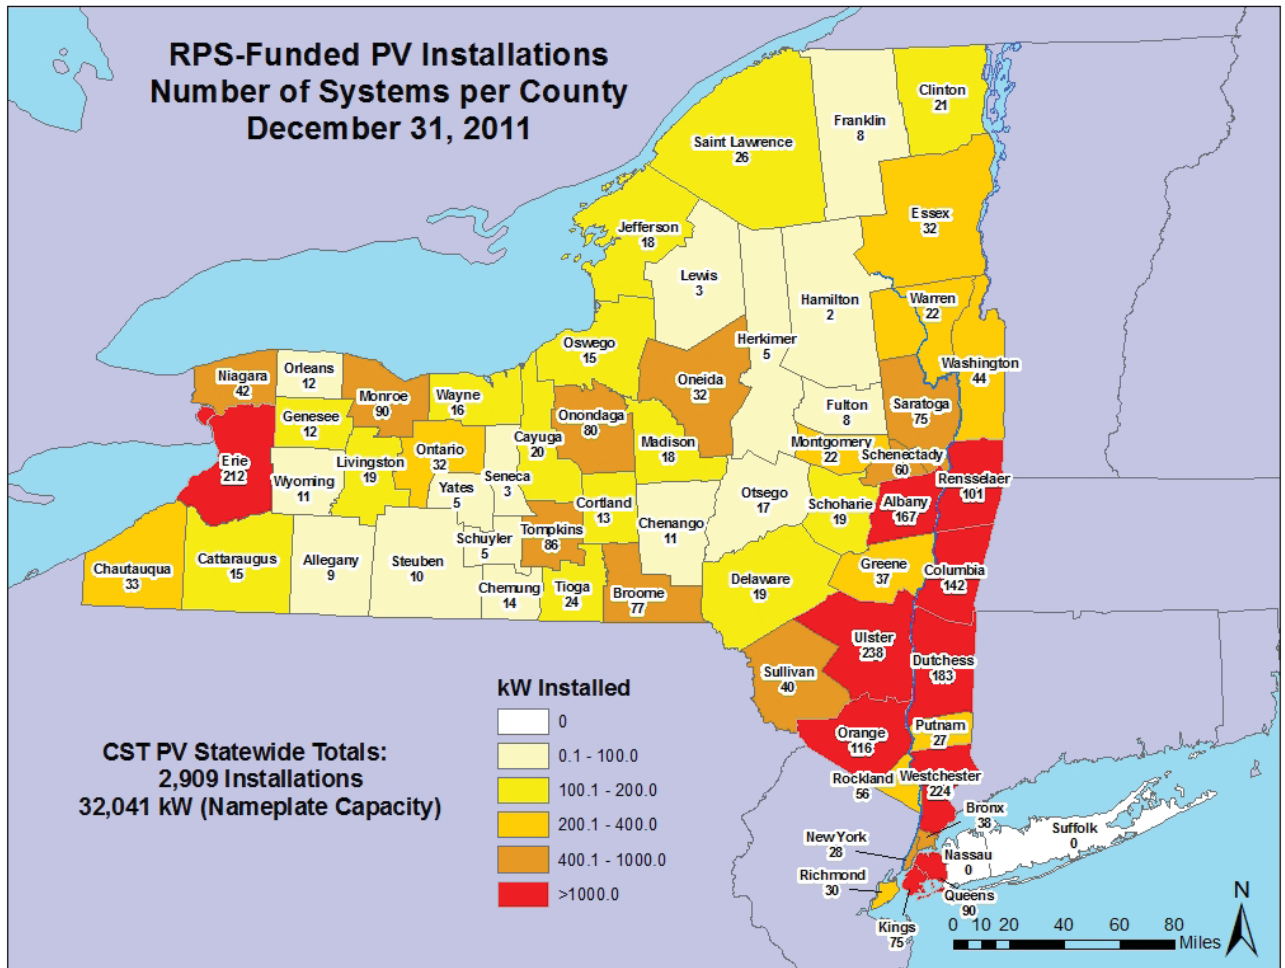 RPS-Funded PV Installations
Number of Systems per County
December 31, 2011
Clinton
21
Franklin
8
Saint Lawrence
26
Essex
32
Jefferson
18
Lewis
3
Hamilton
2
Warren
22
Herkimer
5
Oswego
15
Washington
44
Oneida
32
Orleans
12
Niagara
42
Monroe
90
Wayne
16
Fulton
8
Saratoga
75
Genesee
12
Onondaga
80
Cayuga
20
Madison
18
Montgomery
22
Schenectady
60
Ontario
32
Erie
212
Livingston
19
Wyoming
11
Seneca
3
Yates
5
Rensselaer
101
Otsego
17
Albany
167
Schoharie
19
Cortland
13
Chenango
11
Tompkins
86
Schuyler
5
Cattaraugus
15
Allegany
9
Steuben
10
Chautauqua
33
Greene
37
Columbia
142
Delaware
19
Chemung
14
Tioga
24
Broome
77
Ulster
238
Dutchess
183
Sullivan
40
Putnam
27
Orange
116
Rockland
56
Westchester
224
Bronx
38
Suffolk
0
New York
28
Nassau
0
Richmond
30
Queens
90
Kings
75
kW Installed
0
0.1 - 100.0
100.1 - 200.0
200.1 - 400.0
400.1 - 1000.0
>1000.0
CST PV Statewide Totals:
2,909 Installations
32,041 kW (Nameplate Capacity)
N
0 10 20 40 60 80
Miles